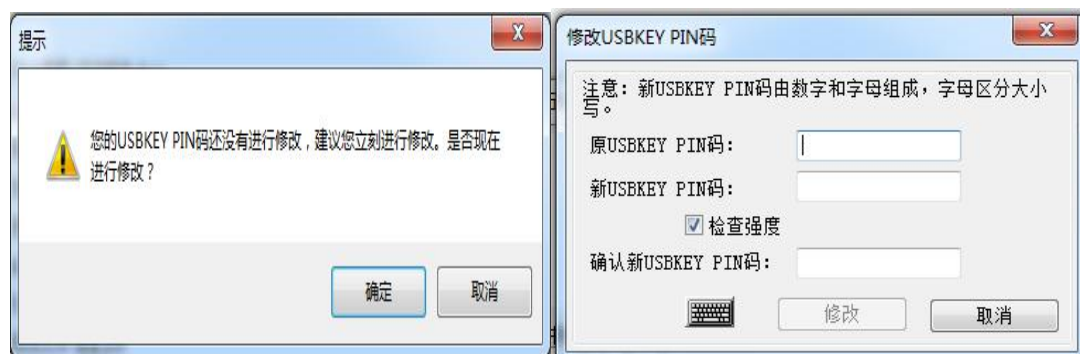 提示
您的USBKEY PIN码还没有进行修改，建议您立刻进行修改。是否现在
进行修改？
确定
取消
修改USBKEY PIN码
注意：新USBKEY PIN码由数字和字母组成，字母区分大小
写。
原USBKEY PIN码：
新USBKEY PIN码：
检查强度
确认新USBKEY PIN码：
修改
取消